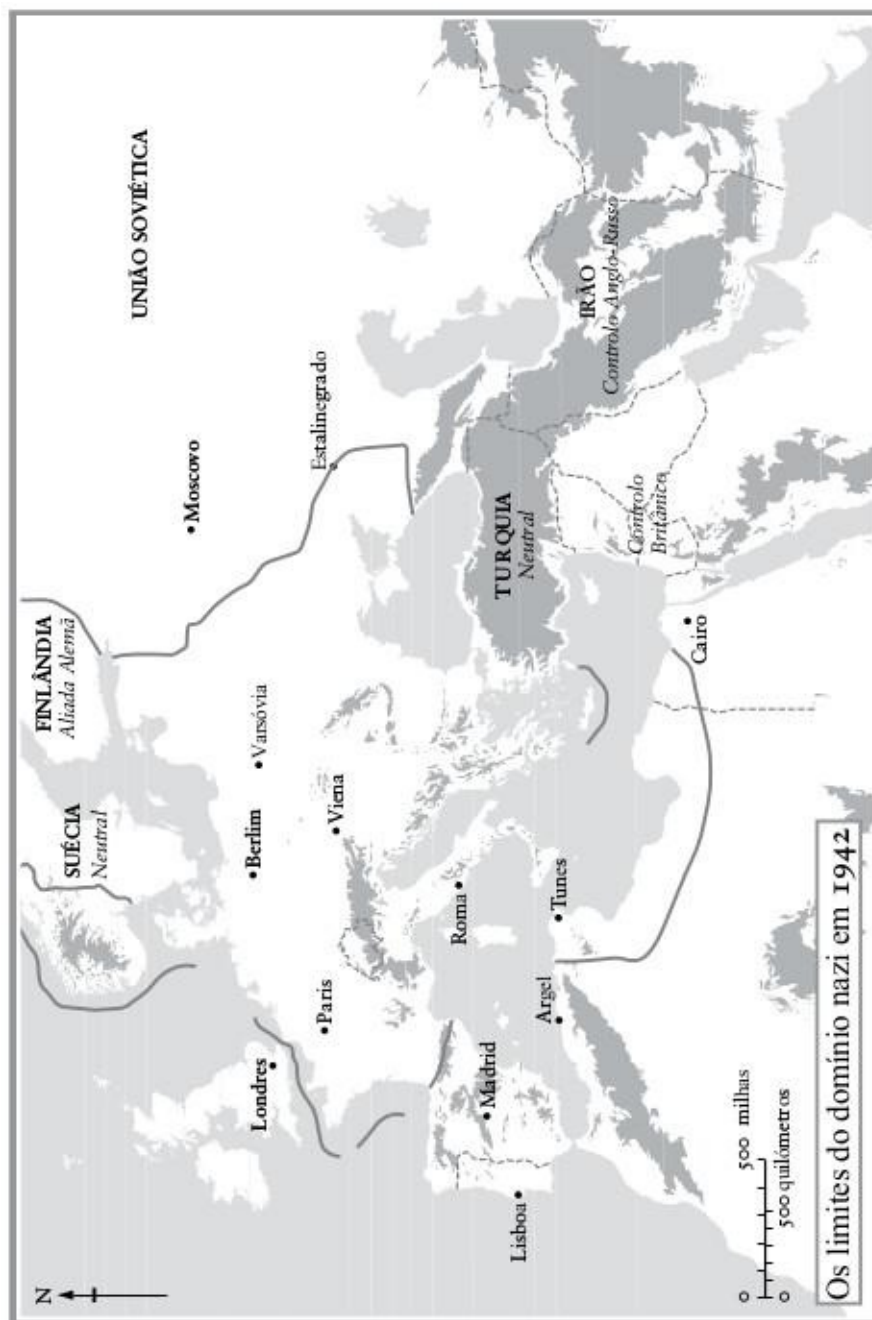 N
FINLÂNDIA
Aliada Alemã
SUÉCIA
Neutral
UNIÃO SOVIÉTICA
Moscovo
Londres
Berlim
Varsóvia
Paris
Viena
Estalinegrado
Madrid
Lisboa
Roma
TURQUIA
Neutral
IRÃO
Controlo Anglo-Russo
Argel
Tunes
Controlo
Britânico
Cairo
0 500 milhas
0 500 quilómetros
Os limites do domínio nazi em 1942